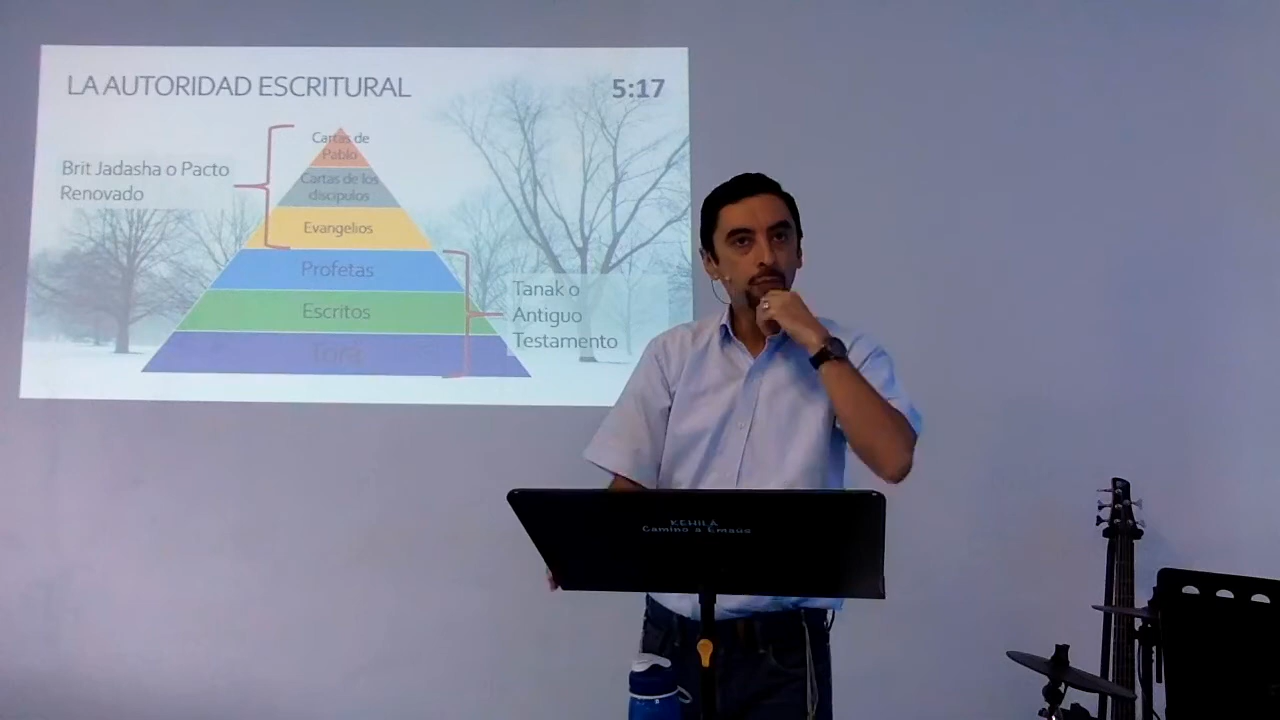 LA AUTORIDAD ESCRITURAL
5:17
Cartas de
Pablo
Brit Jadasha o Pacto
Renovado
Cartas de los
discipulos
Evangelios
Profetas
Escritos
Torá
Tanak o
Antiguo
Testamento
KEHILA
Camino a Emaus